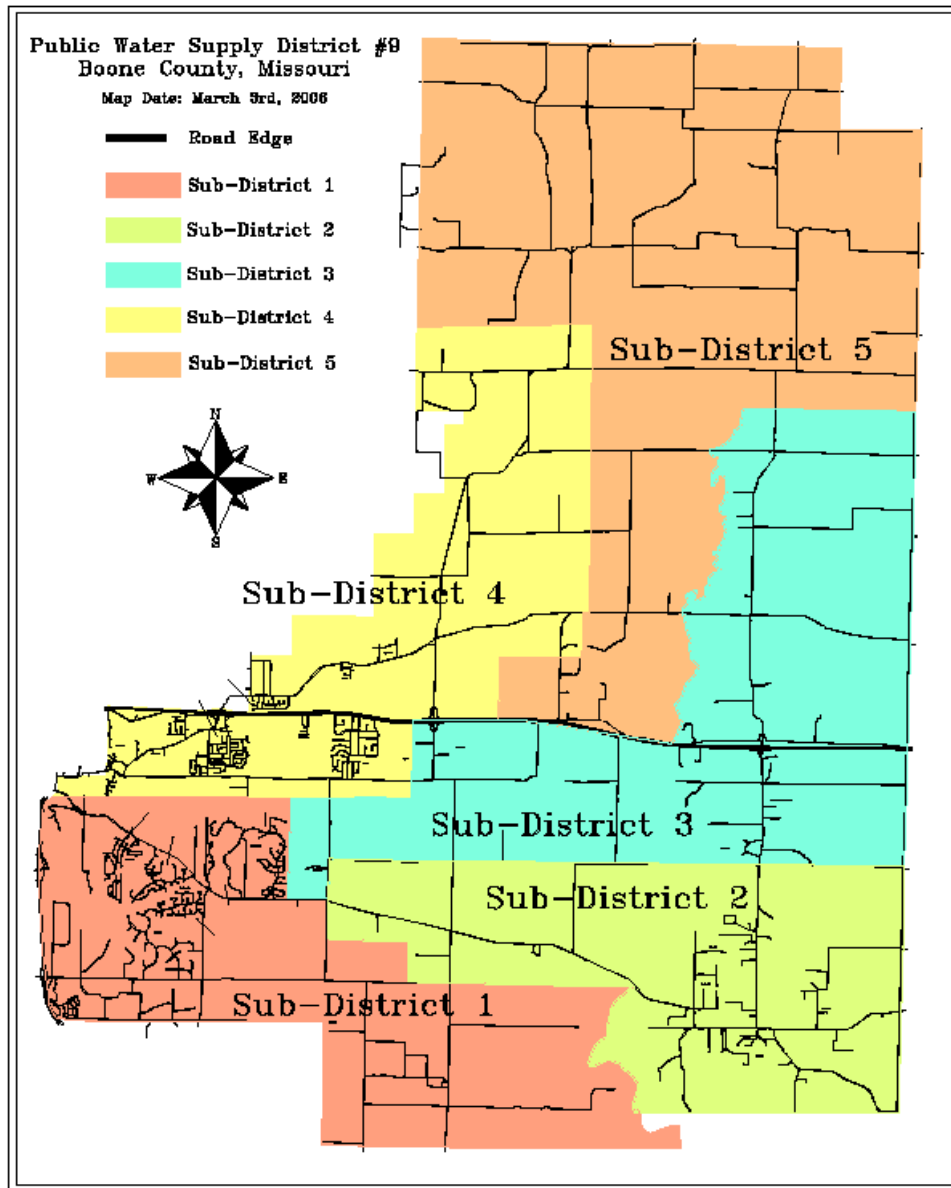 Public Water Supply District #9
Boone County, Missouri
Map Date: March 3rd, 2006
Road Edge
Sub-District 1
Sub-District 2
Sub-District 3
Sub-District 4
Sub-District 5
N
W
E
S
Sub-District 5
Sub-District 4
Sub-District 3
Sub-District 2
Sub-District 1